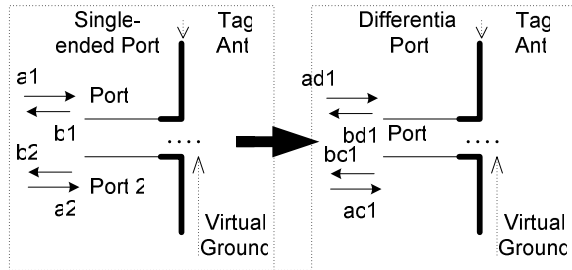 Single-
ended Port
Tag
Ant
a1
Port
b1
b2
Port 2
a2
Virtual
Ground
Differentia
Port
Tag
Ant
ad1
bd1
Port
bc1
ac1
Virtual
Ground